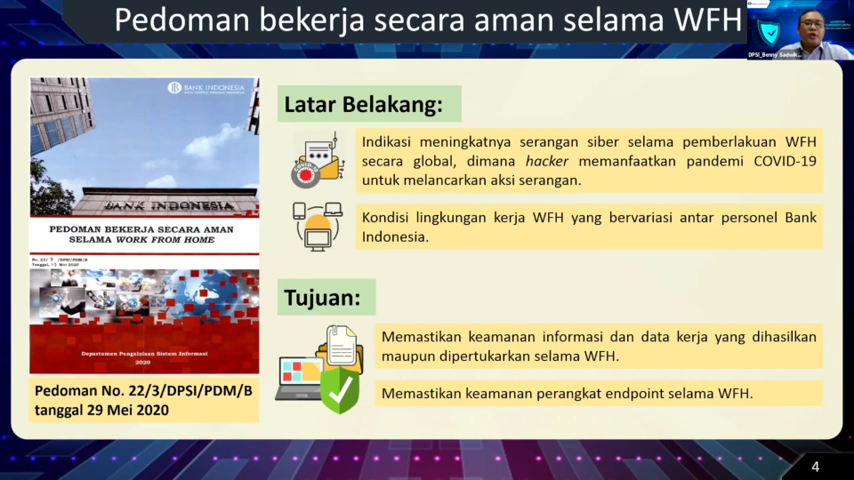 Pedoman bekerja secara aman selama WFH
DPSI_Benny Sadwik...
BANK INDONESIA
BANK INDONESIA
PEDOMAN BEKERJA SECARA AMAN
SELAMA WORK FROM HOME
Departemen Pengelolaan Sistem Informasi
2020
Pedoman No. 22/3/DPSI/PDM/B
tanggal 29 Mei 2020
Latar Belakang:
Indikasi meningkatnya serangan siber selama pemberlakuan WFH
secara global, dimana hacker memanfaatkan pandemi COVID-19
untuk melancarkan aksi serangan.
Kondisi lingkungan kerja WFH yang bervariasi antar personel Bank
Indonesia.
Tujuan:
Memastikan keamanan informasi dan data kerja yang dihasilkan
maupun dipertukarkan selama WFH.
Memastikan keamanan perangkat endpoint selama WFH.
4